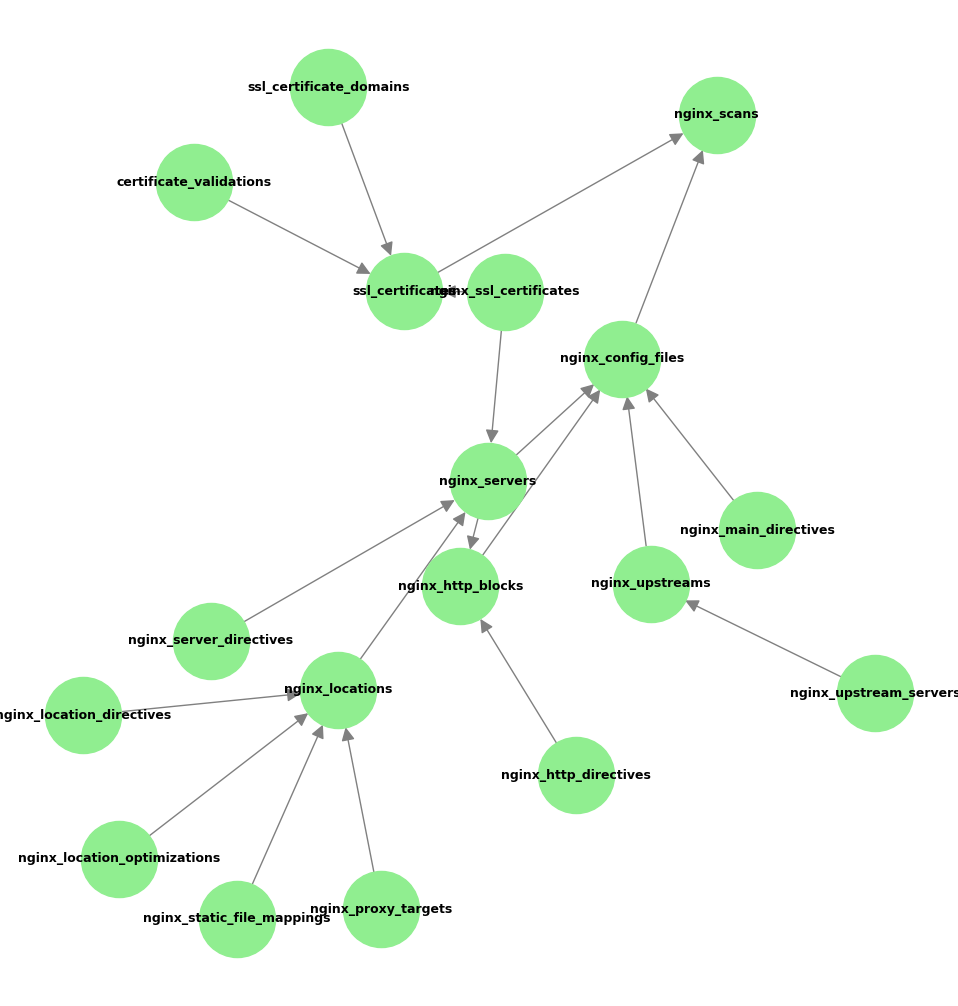 ssl_certificate_domains
nginx_scans
certificate_validations
ssl_certificates
nginx_ssl_certificates
nginx_config_files
nginx_servers
nginx_main_directives
nginx_http_blocks
nginx_upstreams
nginx_server_directives
nginx_locations
nginx_upstream_servers
nginx_location_directives
nginx_http_directives
nginx_location_optimizations
nginx_proxy_targets
nginx_static_file_mappings